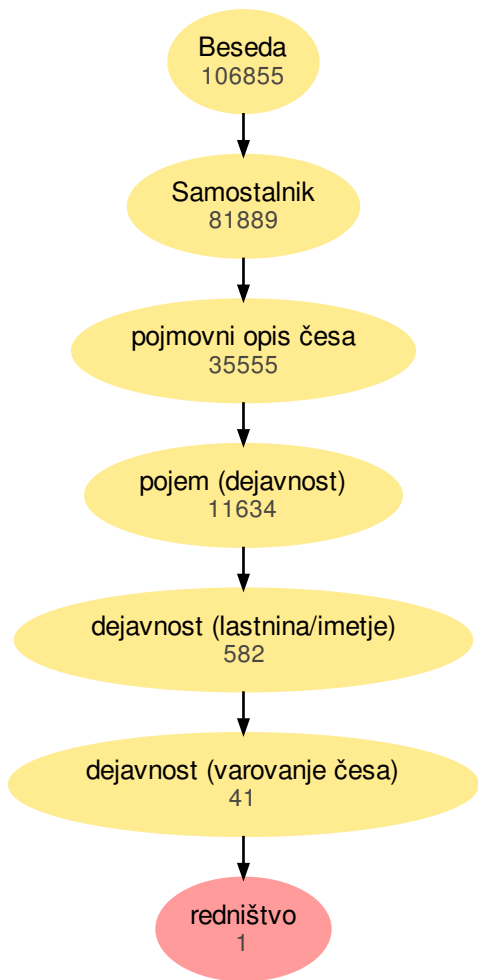 Beseda
106855
Samostalnik
81889
pojmovni opis česa
35555
pojem (dejavnost)
11634
dejavnost (lastnina/imetje)
582
dejavnost (varovanje česa)
41
redništvo
1